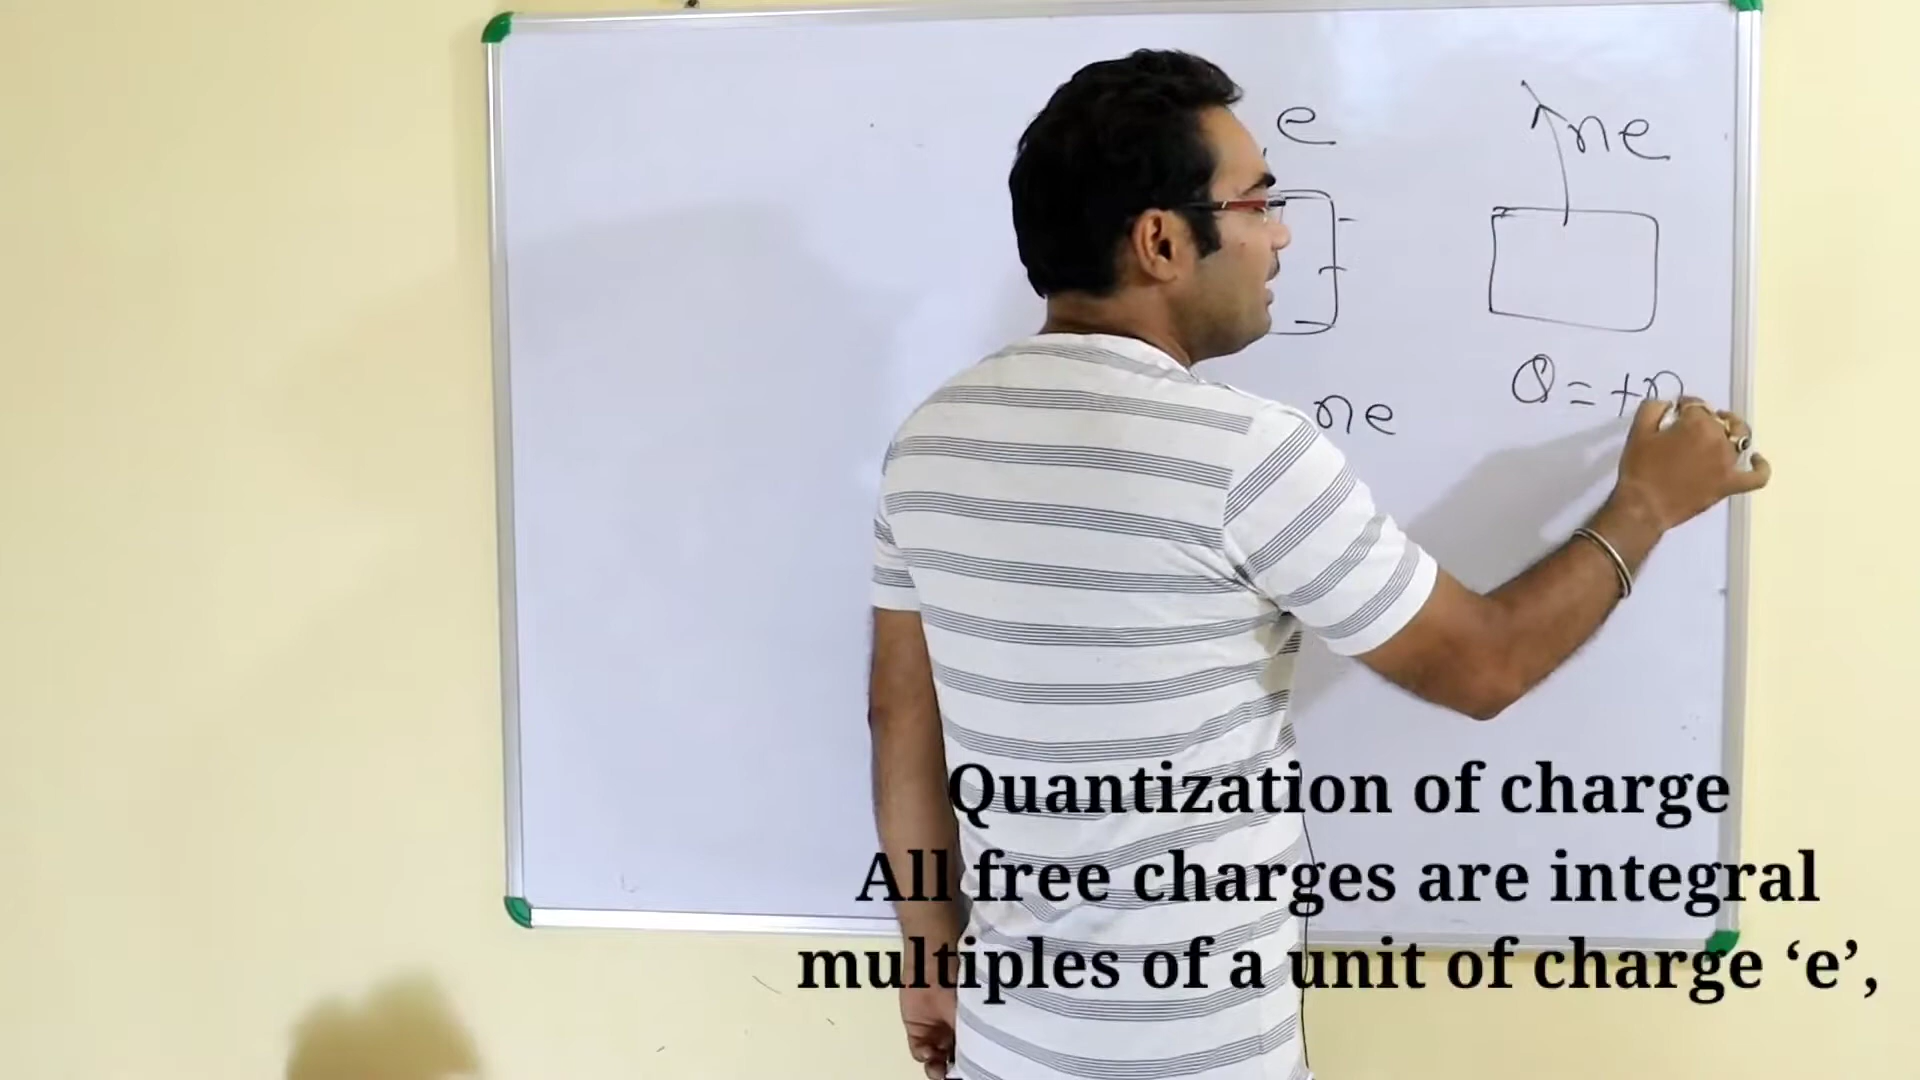 e
ne
ne
Q = +n
Quantization of charge
All free charges are integral
multiples of a unit of charge ‘e’,